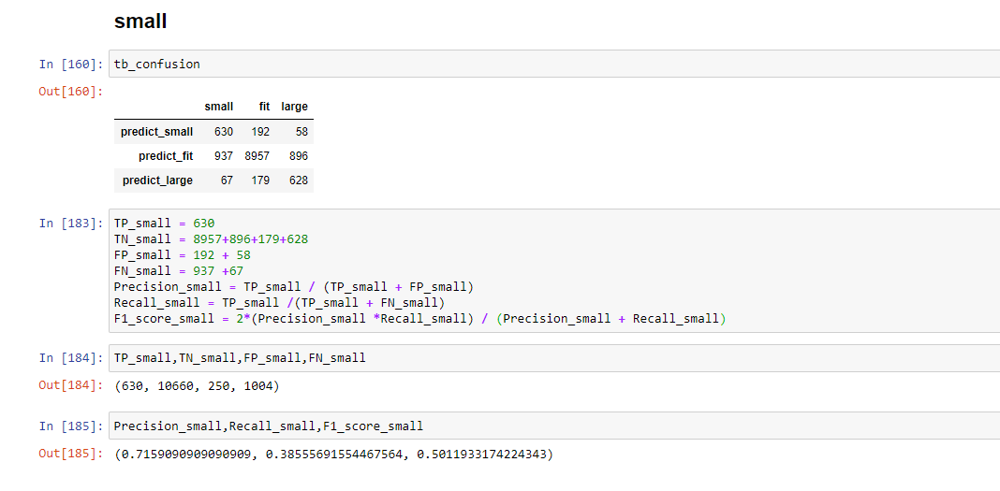 small
In [160]: tb_confusion
Out[160]:
small fit large
predict_small 630 192 58
predict_fit 937 8957 896
predict_large 67 179 628
In [183]: TP_small = 630
TN_small = 8957+896+179+628
FP_small = 192 + 58
FN_small = 937 +67
Precision_small = TP_small / (TP_small + FP_small)
Recall_small = TP_small /(TP_small + FN_small)
F1_score_small = 2*(Precision_small *Recall_small) / (Precision_small + Recall_small)
In [184]: TP_small,TN_small,FP_small,FN_small
Out[184]: (630, 10660, 250, 1004)
In [185]: Precision_small,Recall_small,F1_score_small
Out[185]: (0.7159090909090909, 0.38555691554467564, 0.5011933174224343)